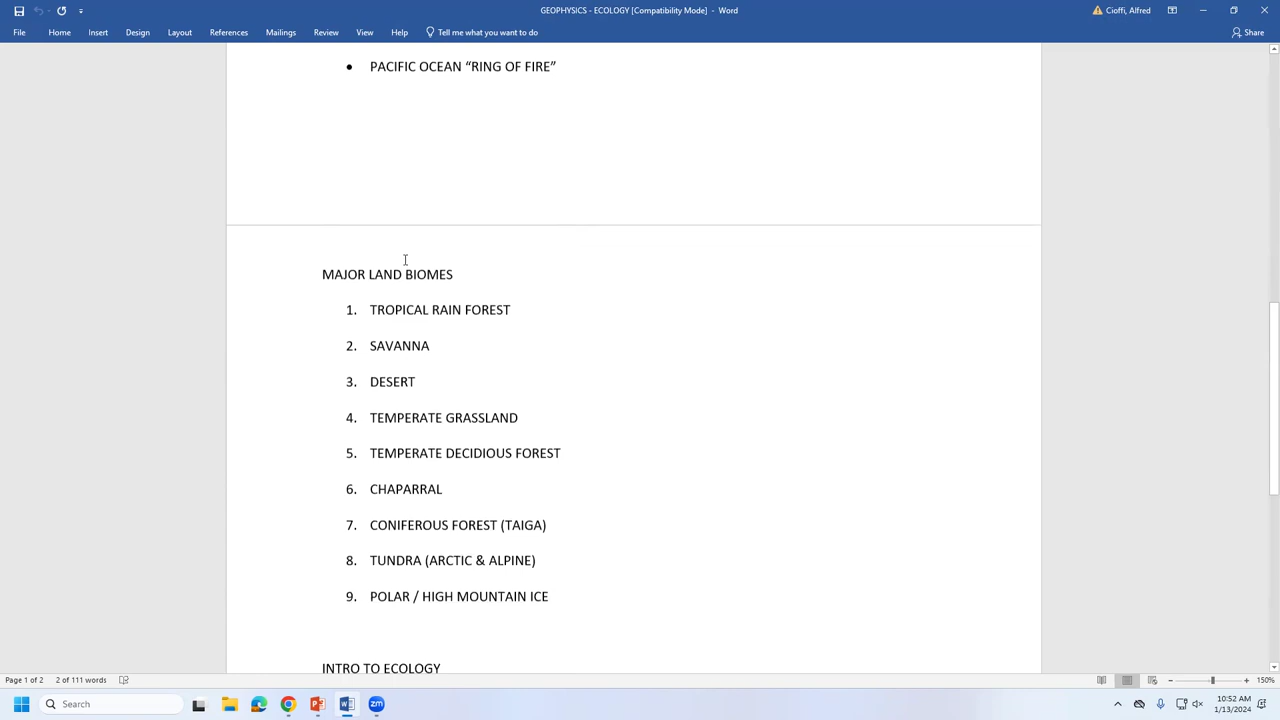 GEOPHYSICS - ECOLOGY [Compatibility Mode] - Word
Cioffi, Alfred
File Home Insert Design Layout References Mailings Review View Help Tell me what you want to do Share
• PACIFIC OCEAN “RING OF FIRE”
MAJOR LAND BIOMES
1. TROPICAL RAIN FOREST
2. SAVANNA
3. DESERT
4. TEMPERATE GRASSLAND
5. TEMPERATE DECIDIOUS FOREST
6. CHAPARRAL
7. CONIFEROUS FOREST (TAIGA)
8. TUNDRA (ARCTIC & ALPINE)
9. POLAR / HIGH MOUNTAIN ICE
INTRO TO ECOLOGY
Page 1 of 2 2 of 111 words 150%
Search zm 10:52 AM
1/13/2024